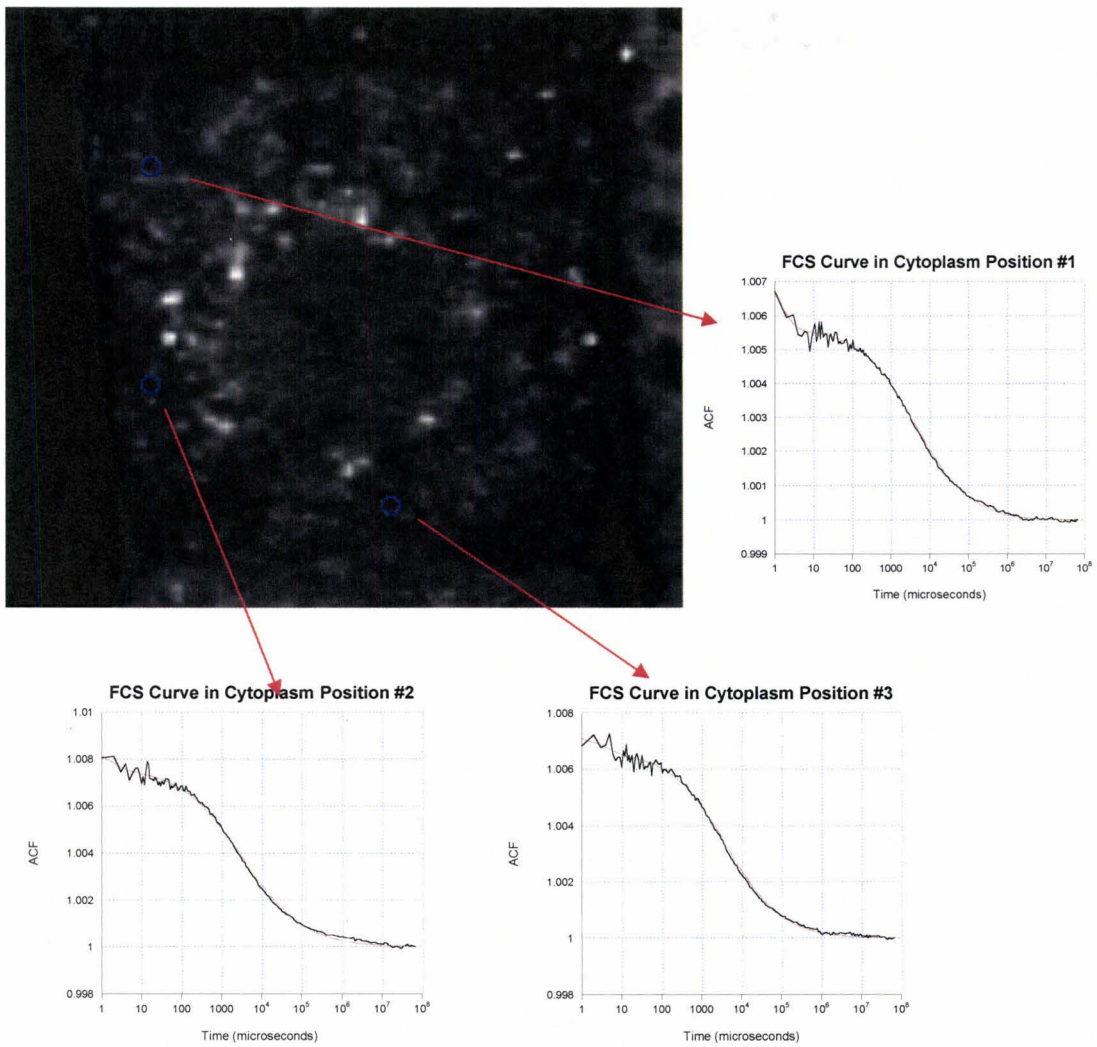 FCS Curve in Cytoplasm Position #1
1.007
1.006
1.005
1.004
1.003
1.002
1.001
1
0.999
ACF
1 10 100 1000 10⁴ 10⁵ 10⁶ 10⁷ 10⁸
Time (microseconds)
FCS Curve in Cytoplasm Position #2
1.01
1.008
1.006
1.004
1.002
1
0.998
ACF
1 10 100 1000 10⁴ 10⁵ 10⁶ 10⁷ 10⁸
Time (microseconds)
FCS Curve in Cytoplasm Position #3
1.008
1.006
1.004
1.002
1
0.998
ACF
1 10 100 1000 10⁴ 10⁵ 10⁶ 10⁷ 10⁸
Time (microseconds)